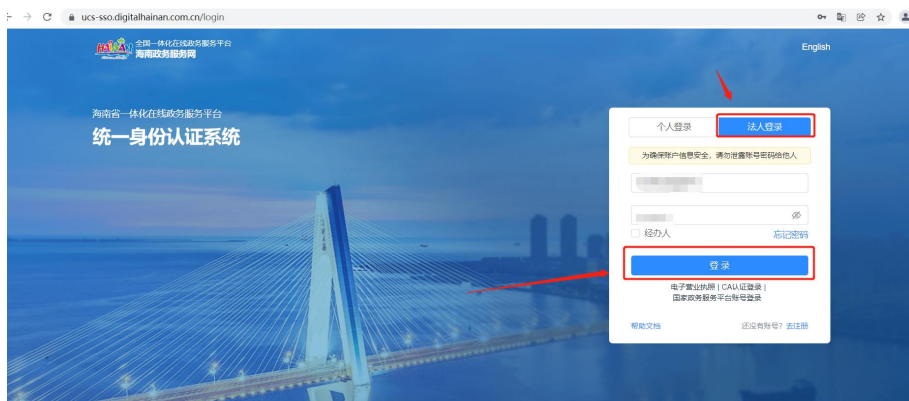 ucs-sso.digitalhainan.com.cn/login
全国一体化在线政务服务平台
海南政务服务网
English
海南省一体化在线政务服务平台
统一身份认证系统
个人登录 法人登录
为确保账户信息安全，请勿泄露账号密码给他人
经办人 忘记密码
登 录
电子营业执照 | CA认证登录 |
国家政务服务平台账号登录
帮助文档 还没有账号? 去注册